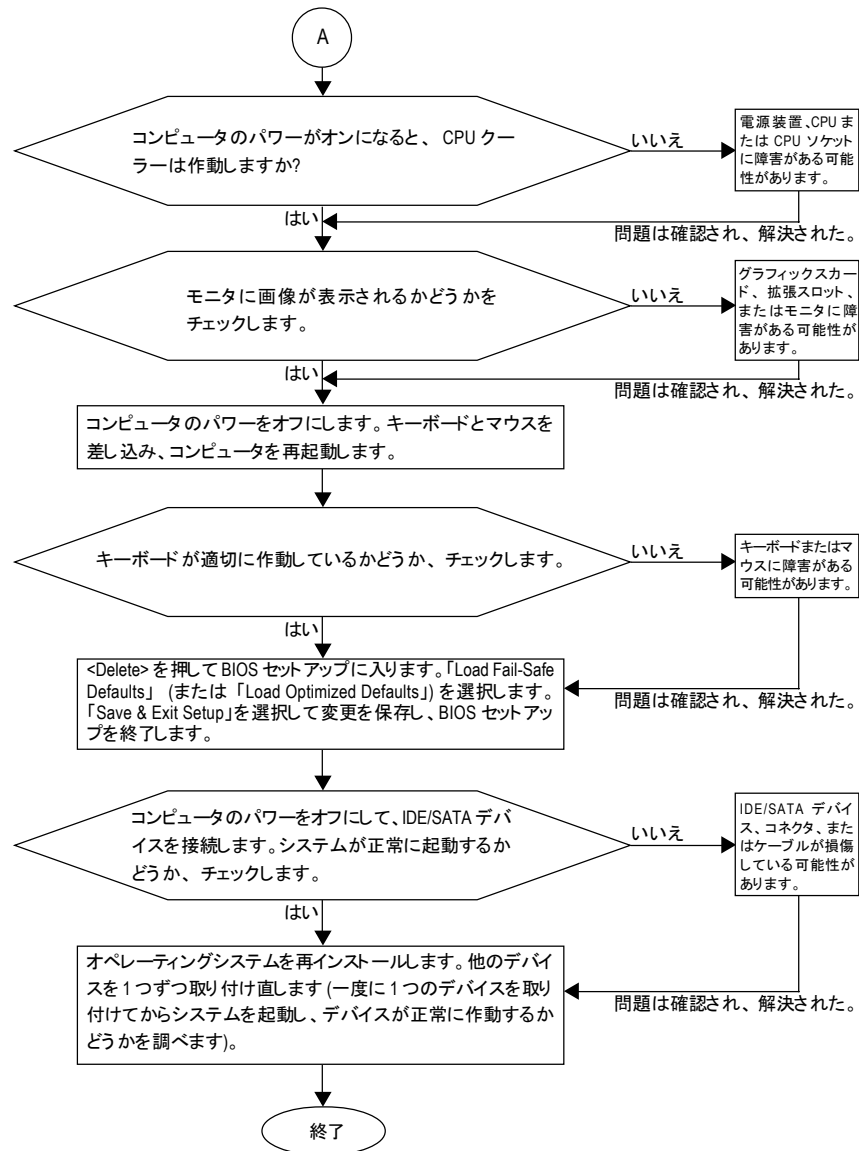 A
コンピュータのパワーがオンになると、 CPU クー
ラーは作動しますか?
いいえ
電源装置、CPU ま
たは CPU ソケット
に障害がある可能
性があります。
はい
問題は確認され、解決された。
モニタに画像が表示されるかどうかを
チェックします。
いいえ
グラフィックスカー
ド、拡張スロット、
またはモニタに障
害がある可能性が
あります。
はい
問題は確認され、解決された。
コンピュータのパワーをオフにします。キーボードとマウスを
差し込み、コンピュータを再起動します。
キーボードが適切に作動しているかどうか、チェックします。
いいえ
キーボードまたはマ
ウスに障害がある
可能性があります。
はい
<Delete> を押して BIOS セットアップに入ります。「Load Fail-Safe
Defaults」 (または 「Load Optimized Defaults」) を選択します。
「Save & Exit Setup」を選択して変更を保存し、BIOS セットアッ
プを終了します。
問題は確認され、解決された。
コンピュータのパワーをオフにして、IDE/SATA デバ
イスを接続します。システムが正常に起動するか
どうか、チェックします。
いいえ
IDE/SATA デバイ
ス、コネクタ、また
はケーブルが損傷
している可能性が
あります。
はい
オペレーティングシステムを再インストールします。他のデバイ
スを 1 つずつ取り付け直します (一度に 1 つのデバイスを取り
付けてからシステムを起動し、デバイスが正常に作動するか
どうかを調べます)。
問題は確認され、解決された。
終了